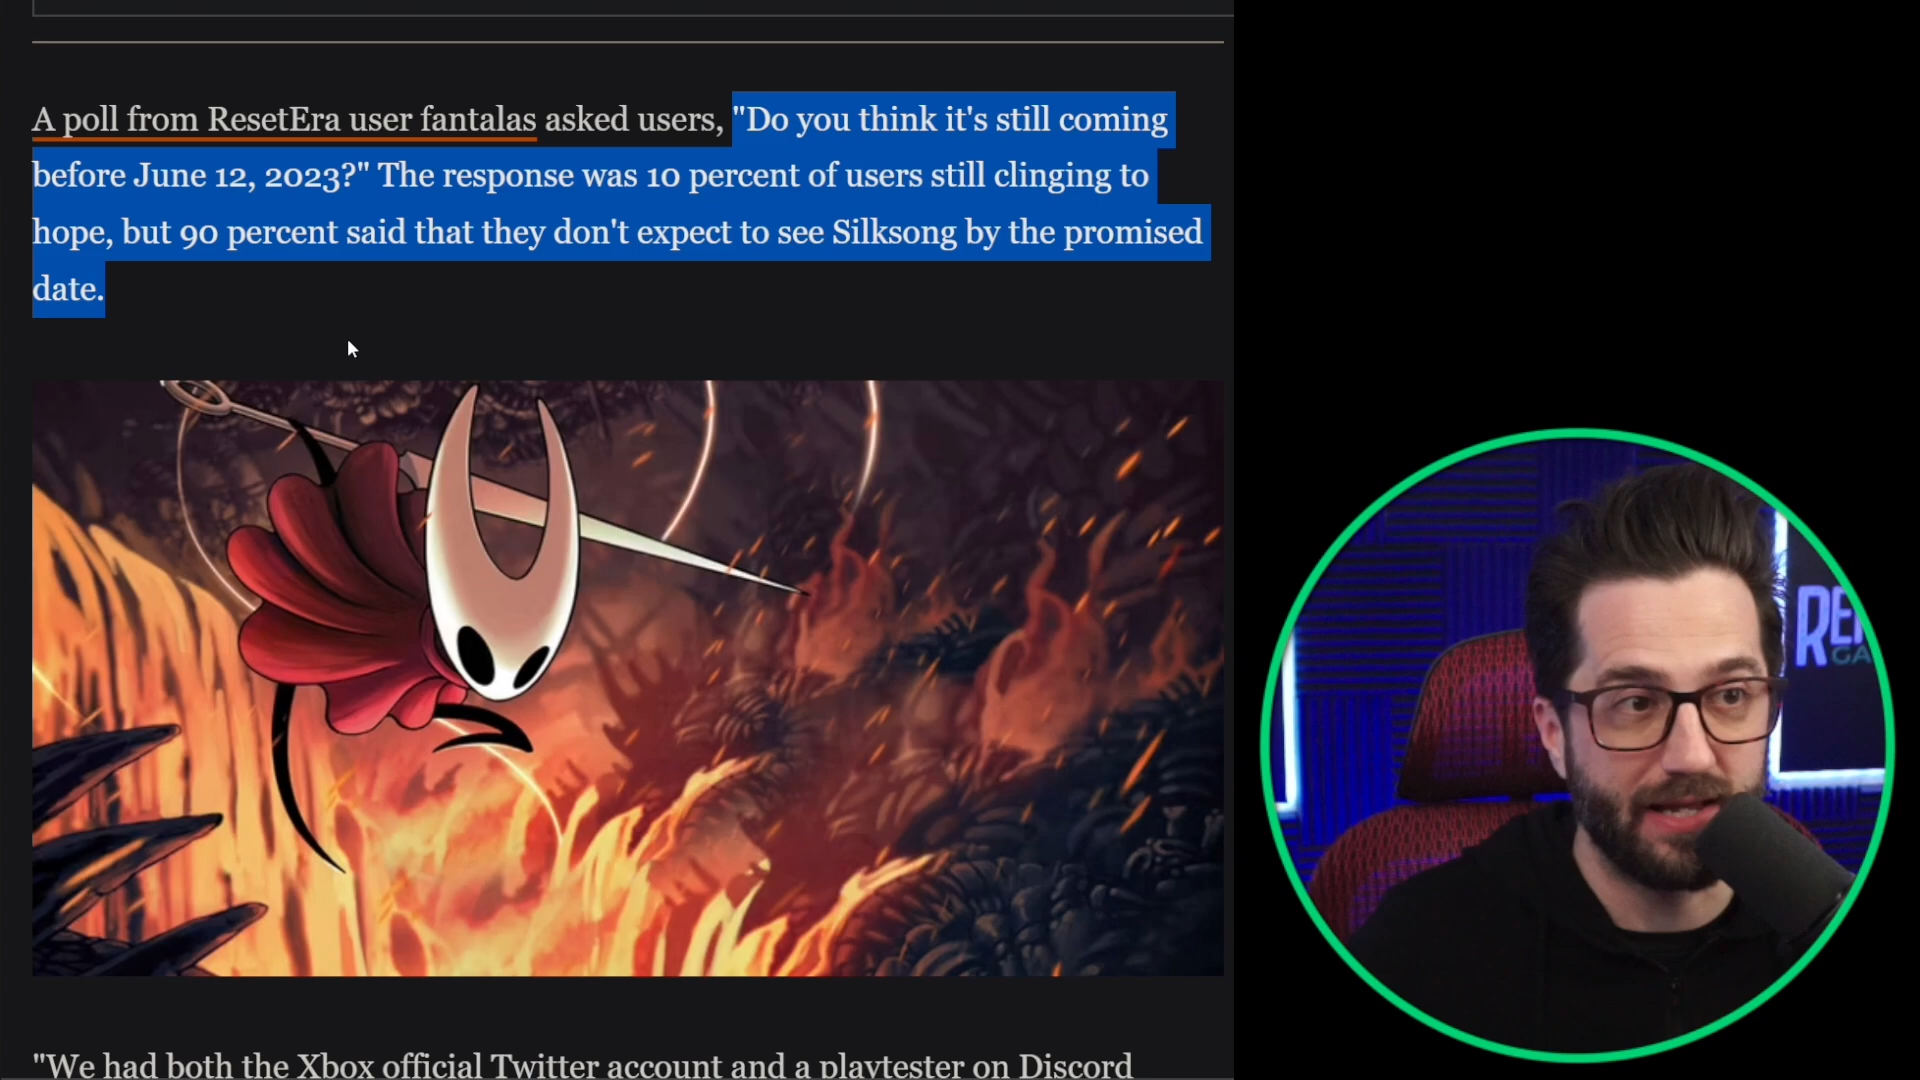 A poll from ResetEra user fantalas asked users, "Do you think it's still coming
before June 12, 2023?" The response was 10 percent of users still clinging to
hope, but 90 percent said that they don't expect to see Silksong by the promised
date.
"We had both the Xbox official Twitter account and a playtester on Discord